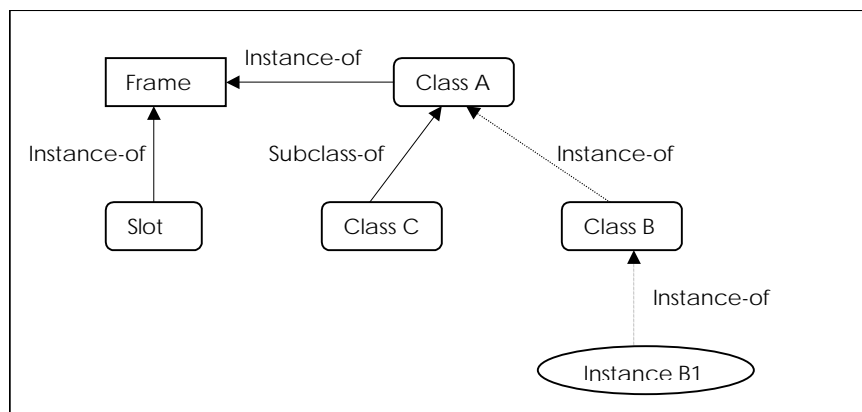 Instance-of
Frame
Class A
Instance-of
Subclass-of
Instance-of
Slot
Class C
Class B
Instance-of
Instance B1